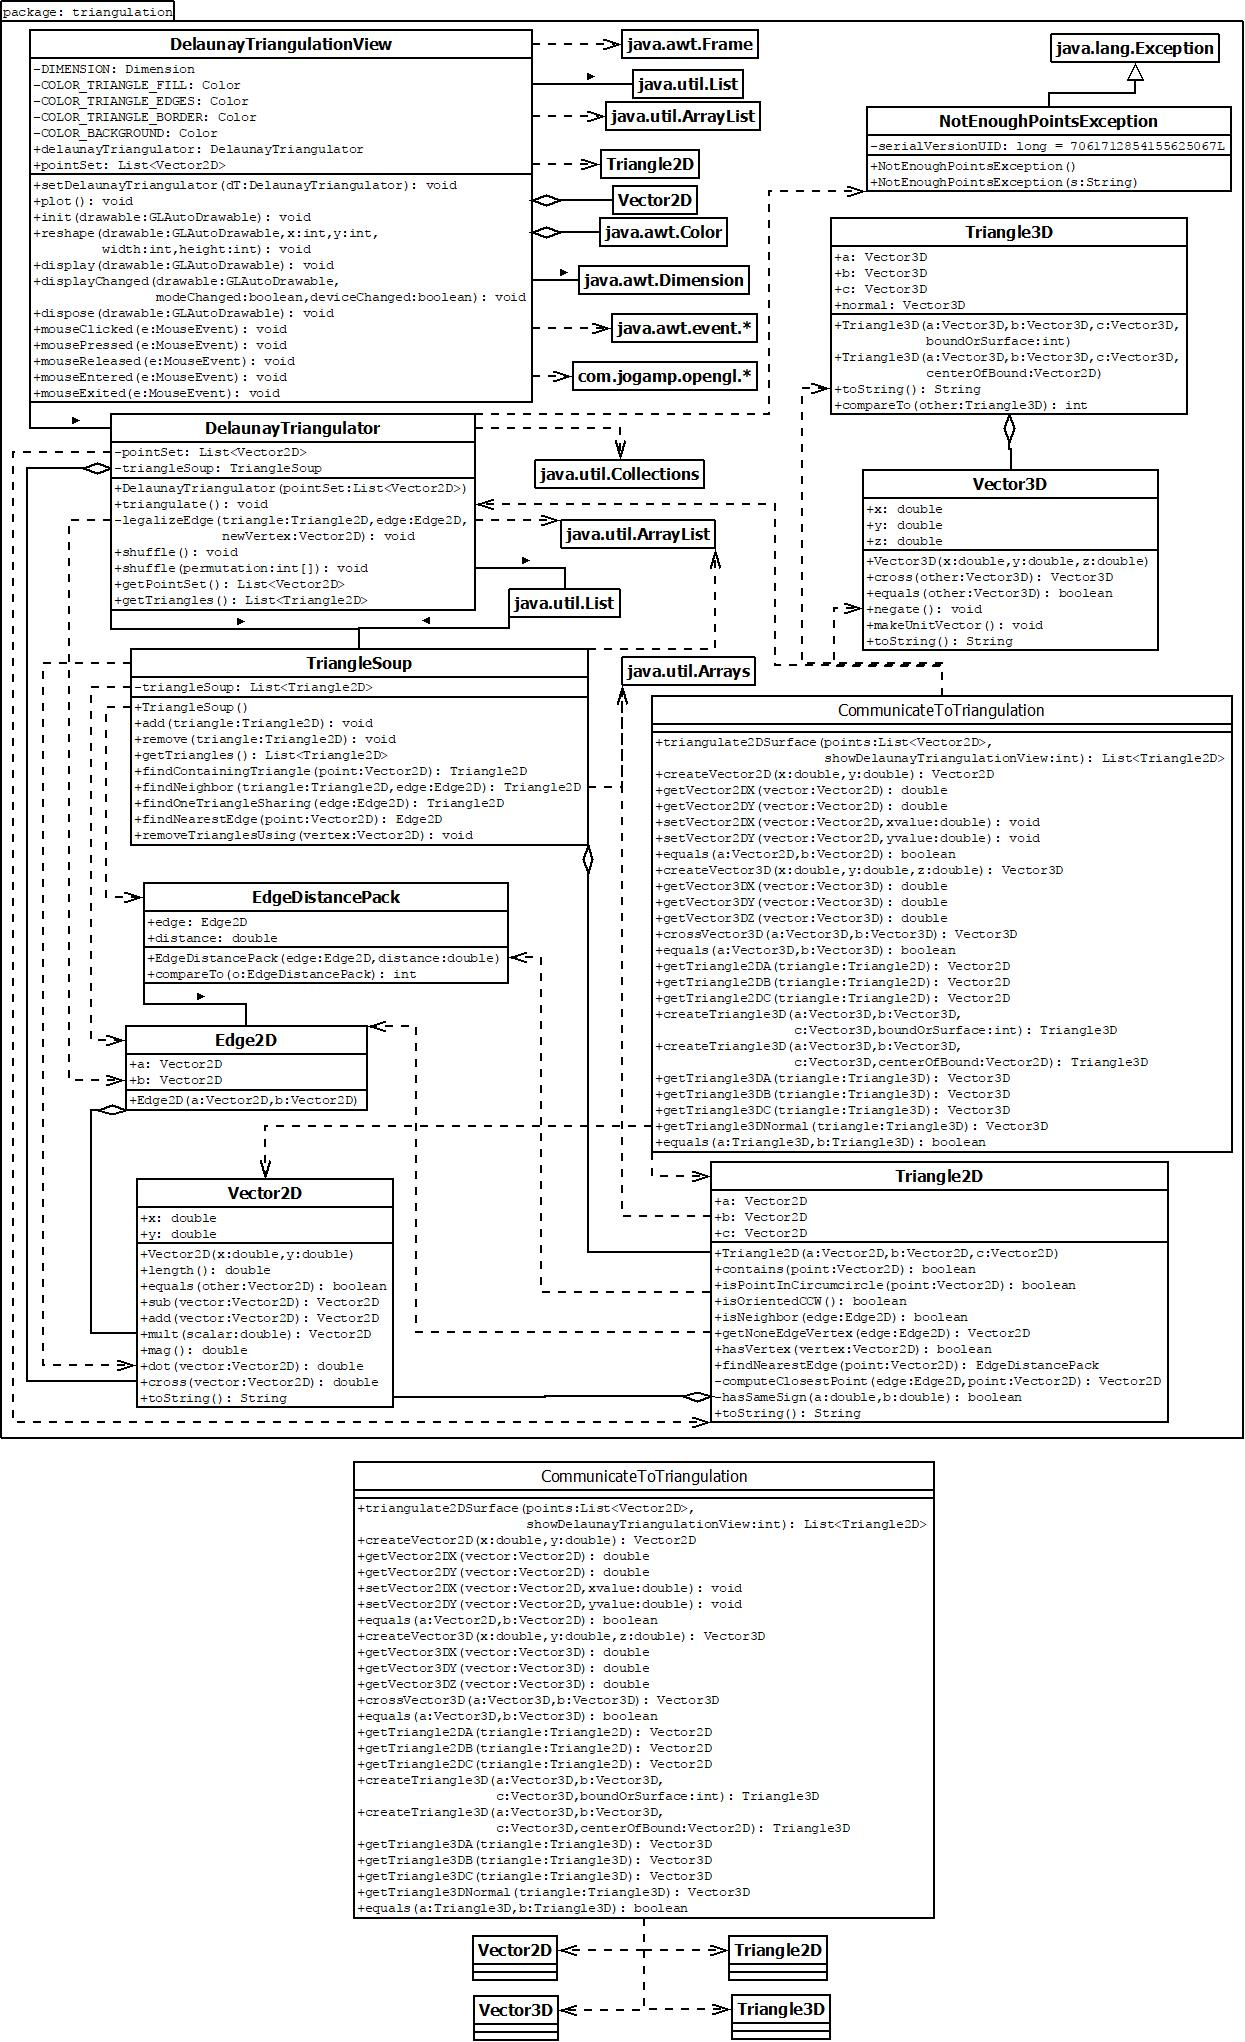 package: triangulation
DelaunayTriangulationView
-DIMENSION: Dimension
-COLOR_TRIANGLE_FILL: Color
-COLOR_TRIANGLE_EDGES: Color
-COLOR_TRIANGLE_BORDER: Color
-COLOR_BACKGROUND: Color
+delaunayTriangulator: DelaunayTriangulator
+pointSet: List<Vector2D>
+setDelaunayTriangulator(dT:DelaunayTriangulator): void
+plot(): void
+init(drawable:GLAutoDrawable): void
+reshape(drawable:GLAutoDrawable,x:int,y:int,
width:int,height:int): void
+display(drawable:GLAutoDrawable): void
+displayChanged(drawable:GLAutoDrawable,
modeChanged:boolean,deviceChanged:boolean): void
+dispose(drawable:GLAutoDrawable): void
+mouseClicked(e:MouseEvent): void
+mousePressed(e:MouseEvent): void
+mouseReleased(e:MouseEvent): void
+mouseEntered(e:MouseEvent): void
+mouseExited(e:MouseEvent): void
java.awt.Frame
java.util.List
java.util.ArrayList
Triangle2D
Vector2D
java.awt.Color
java.awt.Dimension
java.awt.event.*
com.jogamp.opengl.*
java.lang.Exception
NotEnoughPointsException
-serialVersionUID: long = 7061712854155625067L
+NotEnoughPointsException()
+NotEnoughPointsException(s:String)
Triangle3D
+a: Vector3D
+b: Vector3D
+c: Vector3D
+normal: Vector3D
+Triangle3D(a:Vector3D,b:Vector3D,c:Vector3D,
boundOrSurface:int)
+Triangle3D(a:Vector3D,b:Vector3D,c:Vector3D,
centerOfBound:Vector2D)
+toString(): String
+compareTo(other:Triangle3D): int
DelaunayTriangulator
-pointSet: List<Vector2D>
-triangleSoup: TriangleSoup
+DelaunayTriangulator(pointSet:List<Vector2D>)
+triangulate(): void
-legalizeEdge(triangle:Triangle2D,edge:Edge2D,
newVertex:Vector2D): void
+shuffle(): void
+shuffle(permutation:int[]): void
+getPointSet(): List<Vector2D>
+getTriangles(): List<Triangle2D>
java.util.Collections
java.util.ArrayList
java.util.List
Vector3D
+x: double
+y: double
+z: double
+Vector3D(x:double,y:double,z:double)
+cross(other:Vector3D): Vector3D
+equals(other:Vector3D): boolean
+negate(): void
+makeUnitVector(): void
+toString(): String
TriangleSoup
-triangleSoup: List<Triangle2D>
+TriangleSoup()
+add(triangle:Triangle2D): void
+remove(triangle:Triangle2D): void
+getTriangles(): List<Triangle2D>
+findContainingTriangle(point:Vector2D): Triangle2D
+findNeighbor(triangle:Triangle2D,edge:Edge2D): Triangle2D
+findOneTriangleSharing(edge:Edge2D): Triangle2D
+findNearestEdge(point:Vector2D): Edge2D
+removeTrianglesUsing(vertex:Vector2D): void
java.util.Arrays
CommunicateToTriangulation
+triangulate2DSurface(points:List<Vector2D>,
showDelaunayTriangulationView:int): List<Triangle2D>
+createVector2D(x:double,y:double): Vector2D
+getVector2DX(vector:Vector2D): double
+getVector2DY(vector:Vector2D): double
+setVector2DX(vector:Vector2D,xvalue:double): void
+setVector2DY(vector:Vector2D,yvalue:double): void
+equals(a:Vector2D,b:Vector2D): boolean
+createVector3D(x:double,y:double,z:double): Vector3D
+getVector3DX(vector:Vector3D): double
+getVector3DY(vector:Vector3D): double
+getVector3DZ(vector:Vector3D): double
+crossVector3D(a:Vector3D,b:Vector3D): Vector3D
+equals(a:Vector3D,b:Vector3D): boolean
+getTriangle2DA(triangle:Triangle2D): Vector2D
+getTriangle2DB(triangle:Triangle2D): Vector2D
+getTriangle2DC(triangle:Triangle2D): Vector2D
+createTriangle3D(a:Vector3D,b:Vector3D,
c:Vector3D,boundOrSurface:int): Triangle3D
+createTriangle3D(a:Vector3D,b:Vector3D,
c:Vector3D,centerOfBound:Vector2D): Triangle3D
+getTriangle3DA(triangle:Triangle3D): Vector3D
+getTriangle3DB(triangle:Triangle3D): Vector3D
+getTriangle3DC(triangle:Triangle3D): Vector3D
+getTriangle3DNormal(triangle:Triangle3D): Vector3D
+equals(a:Triangle3D,b:Triangle3D): boolean
EdgeDistancePack
+edge: Edge2D
+distance: double
+EdgeDistancePack(edge:Edge2D,distance:double)
+compareTo(o:EdgeDistancePack): int
Edge2D
+a: Vector2D
+b: Vector2D
+Edge2D(a:Vector2D,b:Vector2D)
Vector2D
+x: double
+y: double
+Vector2D(x:double,y:double)
+length(): double
+equals(other:Vector2D): boolean
+sub(vector:Vector2D): Vector2D
+add(vector:Vector2D): Vector2D
+mult(scalar:double): Vector2D
+mag(): double
+dot(vector:Vector2D): double
+cross(vector:Vector2D): double
+toString(): String
Triangle2D
+a: Vector2D
+b: Vector2D
+c: Vector2D
+Triangle2D(a:Vector2D,b:Vector2D,c:Vector2D)
+contains(point:Vector2D): boolean
+isPointInCircumcircle(point:Vector2D): boolean
+isOrientedCCW(): boolean
+isNeighbor(edge:Edge2D): boolean
+getNoneEdgeVertex(edge:Edge2D): Vector2D
+hasVertex(vertex:Vector2D): boolean
+findNearestEdge(point:Vector2D): EdgeDistancePack
-computeClosestPoint(edge:Edge2D,point:Vector2D): Vector2D
-hasSameSign(a:double,b:double): boolean
+toString(): String
CommunicateToTriangulation
+triangulate2DSurface(points:List<Vector2D>,
showDelaunayTriangulationView:int): List<Triangle2D>
+createVector2D(x:double,y:double): Vector2D
+getVector2DX(vector:Vector2D): double
+getVector2DY(vector:Vector2D): double
+setVector2DX(vector:Vector2D,xvalue:double): void
+setVector2DY(vector:Vector2D,yvalue:double): void
+equals(a:Vector2D,b:Vector2D): boolean
+createVector3D(x:double,y:double,z:double): Vector3D
+getVector3DX(vector:Vector3D): double
+getVector3DY(vector:Vector3D): double
+getVector3DZ(vector:Vector3D): double
+crossVector3D(a:Vector3D,b:Vector3D): Vector3D
+equals(a:Vector3D,b:Vector3D): boolean
+getTriangle2DA(triangle:Triangle2D): Vector2D
+getTriangle2DB(triangle:Triangle2D): Vector2D
+getTriangle2DC(triangle:Triangle2D): Vector2D
+createTriangle3D(a:Vector3D,b:Vector3D,
c:Vector3D,boundOrSurface:int): Triangle3D
+createTriangle3D(a:Vector3D,b:Vector3D,
c:Vector3D,centerOfBound:Vector2D): Triangle3D
+getTriangle3DA(triangle:Triangle3D): Vector3D
+getTriangle3DB(triangle:Triangle3D): Vector3D
+getTriangle3DC(triangle:Triangle3D): Vector3D
+getTriangle3DNormal(triangle:Triangle3D): Vector3D
+equals(a:Triangle3D,b:Triangle3D): boolean
Vector2D
Triangle2D
Vector3D
Triangle3D